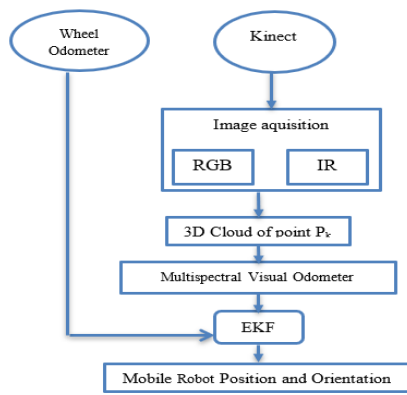 Wheel
Odometer
Kinect
Image aquisition
RGB
IR
3D Cloud of point Pₖ
Multispectral Visual Odometer
EKF
Mobile Robot Position and Orientation